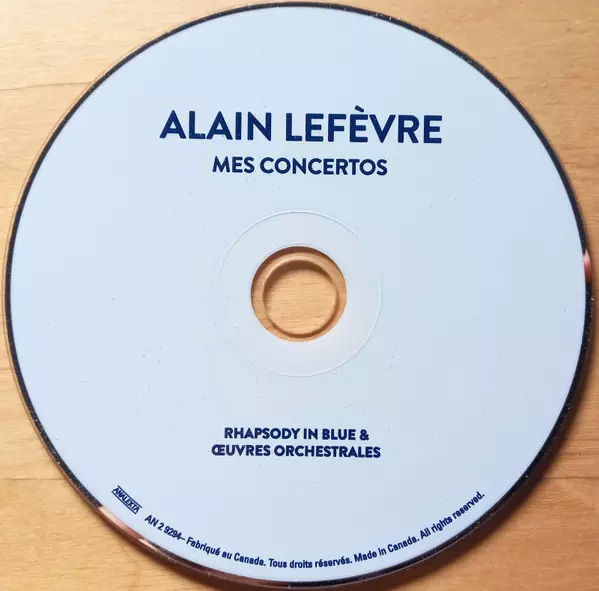 ALAIN LEFÈVRE
MES CONCERTOS
RHAPSODY IN BLUE &
ŒUVRES ORCHESTRALES
ANALEKTA
AN 2 9294– Fabriqué au Canada. Tous droits réservés. Made in Canada. All rights reserved.